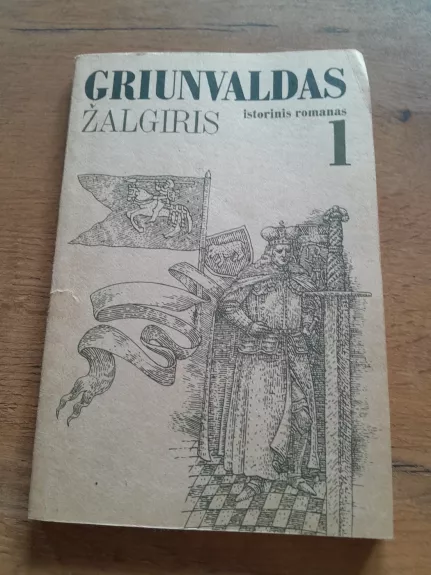 GRIUNVALDAS
ŽALGIRIS
istorinis romanas
1